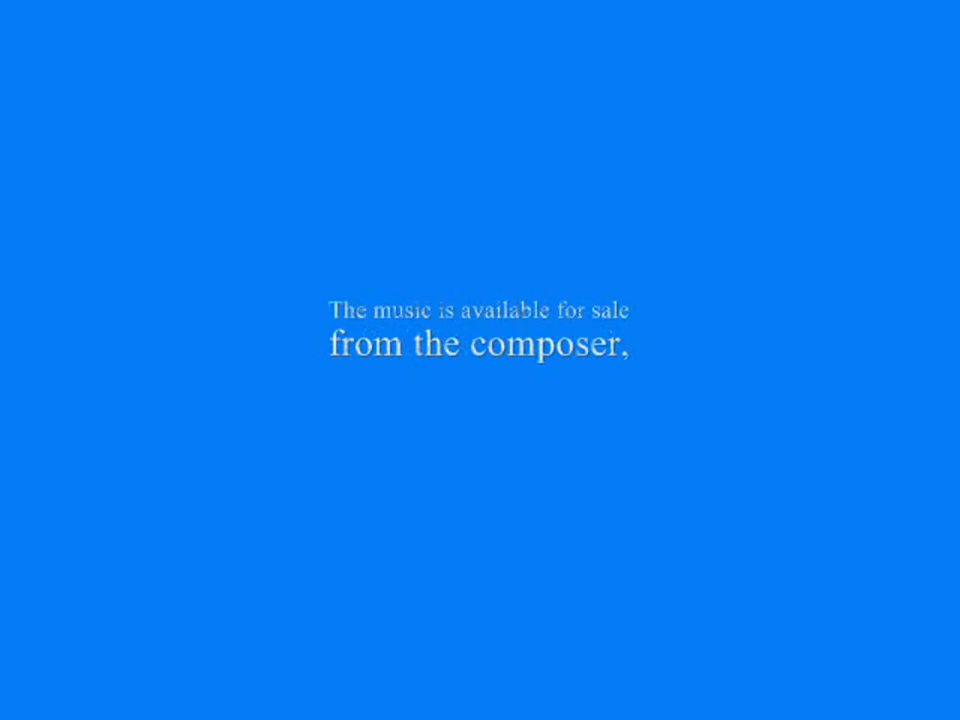 The music is available for sale
from the composer,